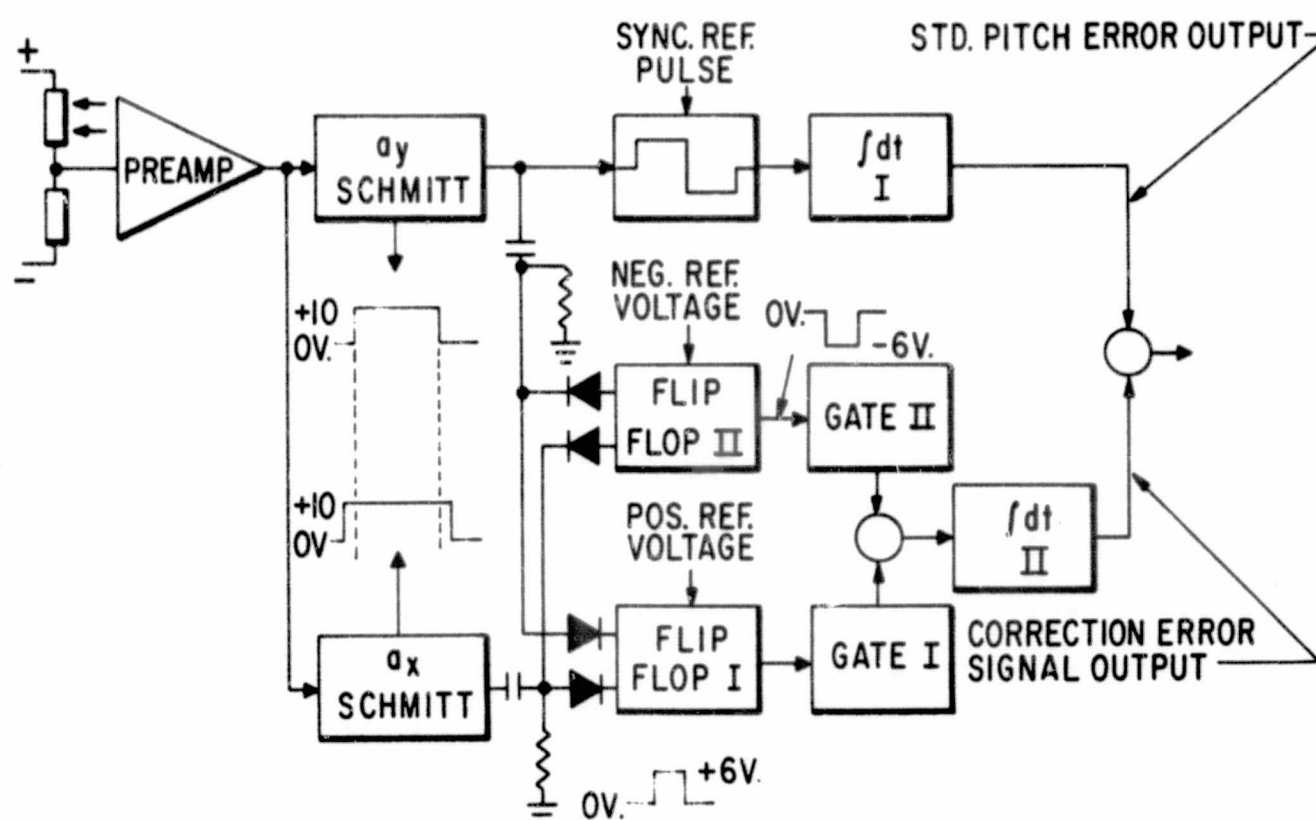 SYNC. REF.
PULSE
STD. PITCH ERROR OUTPUT
+
PREAMP
ay
SCHMITT
∫dt
I
−
NEG. REF.
VOLTAGE
+10
0V.
0V.
-6V.
FLIP
FLOP II
GATE II
+10
0V
POS. REF.
VOLTAGE
∫dt
II
ax
SCHMITT
FLIP
FLOP I
GATE I
CORRECTION ERROR
SIGNAL OUTPUT
+6V.
0V.